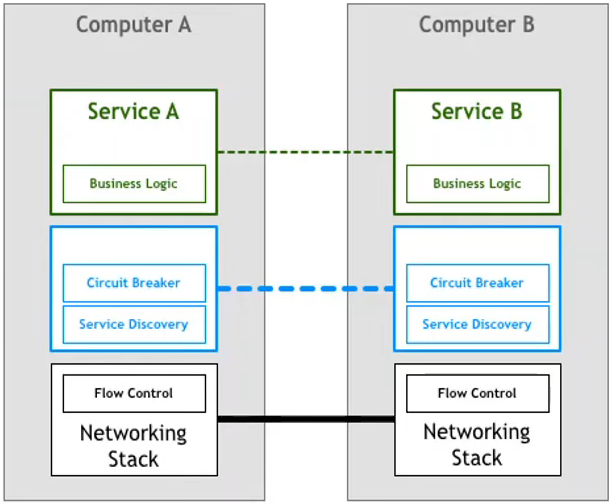 Computer A
Service A
Business Logic
Circuit Breaker
Service Discovery
Flow Control
Networking
Stack
Computer B
Service B
Business Logic
Circuit Breaker
Service Discovery
Flow Control
Networking
Stack